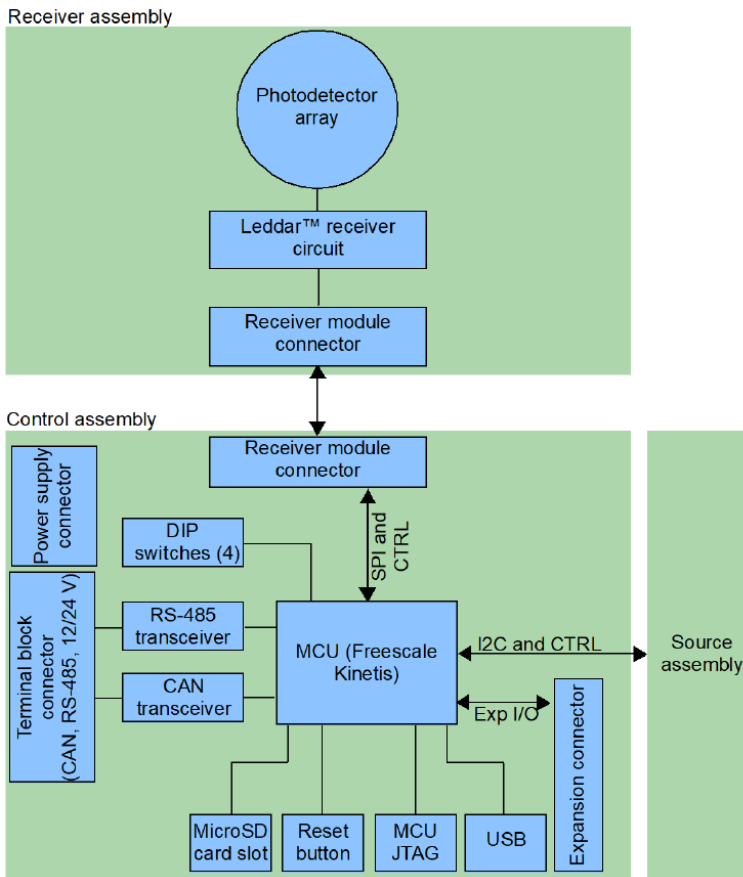 Receiver assembly
Photodetector
array
Leddar™ receiver
circuit
Receiver module
connector
Control assembly
Receiver module
connector
Power supply
connector
DIP
switches (4)
SPI and
CTRL
Terminal block
connector
(CAN, RS-485, 12/24 V)
RS-485
transceiver
MCU (Freescale
Kinetis)
I2C and CTRL
Source
assembly
CAN
transceiver
Exp I/O
Expansion connector
MicroSD
card slot
Reset
button
MCU
JTAG
USB